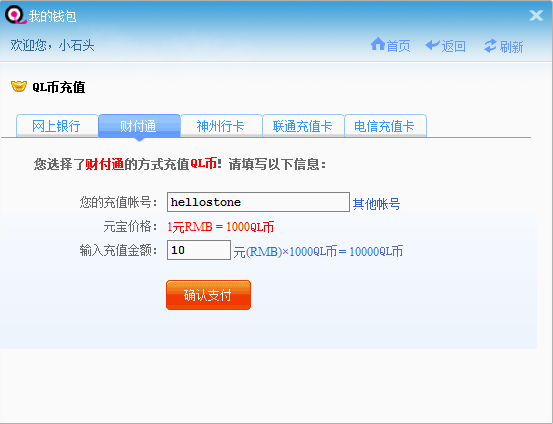 我的钱包
欢迎您，小石头 首页 返回 刷新
QL币充值
网上银行 财付通 神州行卡 联通充值卡 电信充值卡
您选择了财付通的方式充值QL币！请填写以下信息：
您的充值帐号： hellostone 其他帐号
元宝价格： 1元RMB = 1000QL币
输入充值金额： 10 元(RMB)×1000QL币＝10000QL币
确认支付